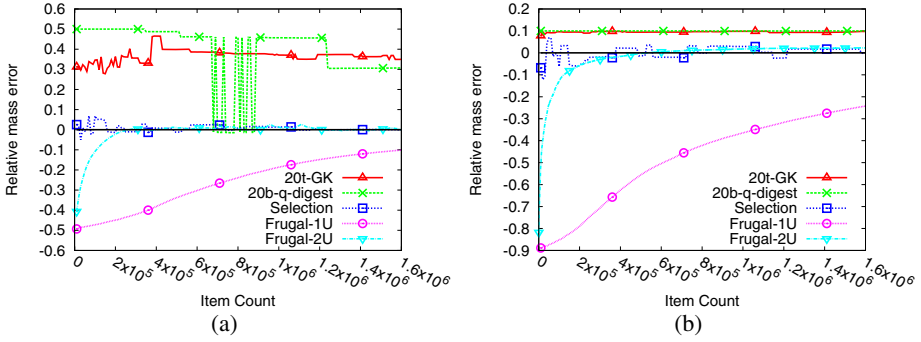 0.6
0.5
0.4
0.3
0.2
0.1
0
-0.1
-0.2
-0.3
-0.4
-0.5
-0.6
Relative mass error
20t-GK
20b-q-digest
Selection
Frugal-1U
Frugal-2U
0 2x10^5 4x10^5 6x10^5 8x10^5 1x10^6 1.2x10^6 1.4x10^6 1.6x10^6
Item Count
(a)
0.2
0.1
0
-0.1
-0.2
-0.3
-0.4
-0.5
-0.6
-0.7
-0.8
-0.9
Relative mass error
20t-GK
20b-q-digest
Selection
Frugal-1U
Frugal-2U
0 2x10^5 4x10^5 6x10^5 8x10^5 1x10^6 1.2x10^6 1.4x10^6 1.6x10^6
Item Count
(b)